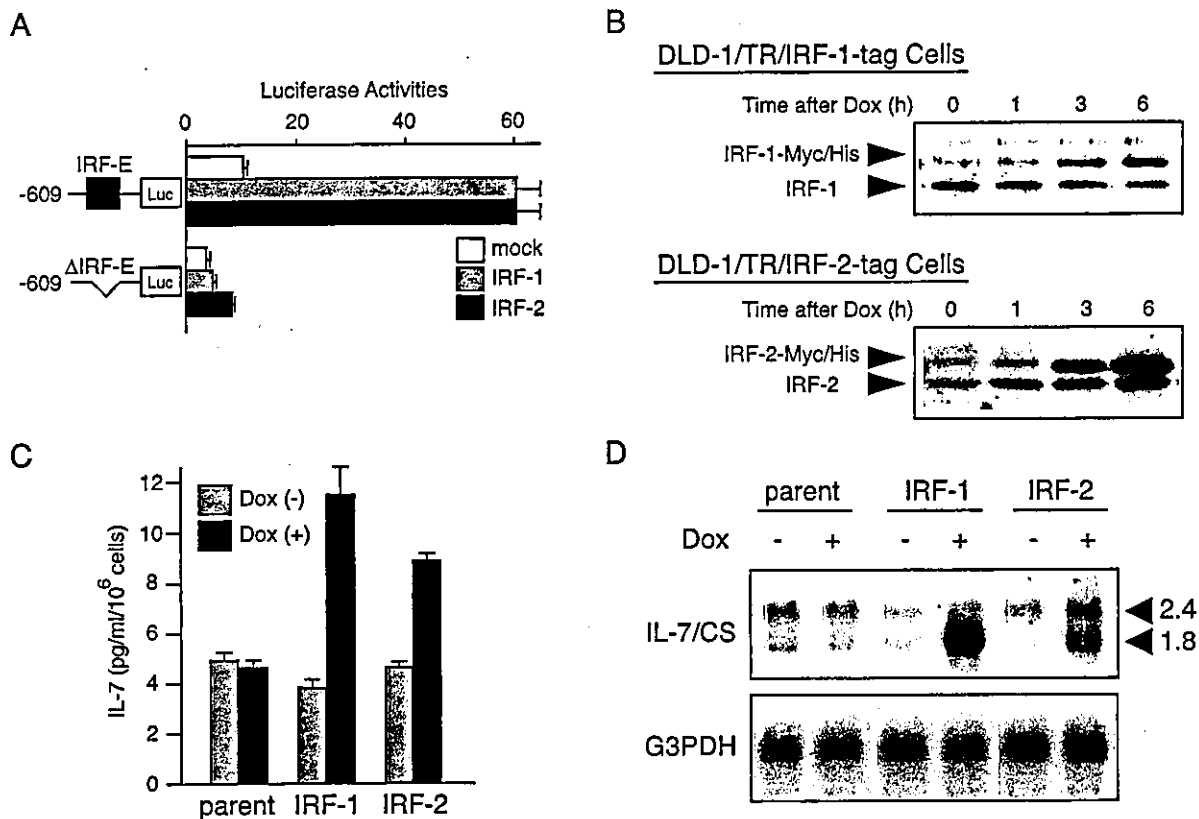 A
Luciferase Activities
0 20 40 60
IRF-E
-609
Luc
ΔIRF-E
-609
Luc
mock
IRF-1
IRF-2
B
DLD-1/TR/IRF-1-tag Cells
Time after Dox (h) 0 1 3 6
IRF-1-Myc/His
IRF-1
DLD-1/TR/IRF-2-tag Cells
Time after Dox (h) 0 1 3 6
IRF-2-Myc/His
IRF-2
C
IL-7 (pg/ml/10⁶ cells)
12
10
8
6
4
2
0
Dox (-)
Dox (+)
parent IRF-1 IRF-2
D
parent IRF-1 IRF-2
Dox - + - + - +
IL-7/CS
2.4
1.8
G3PDH